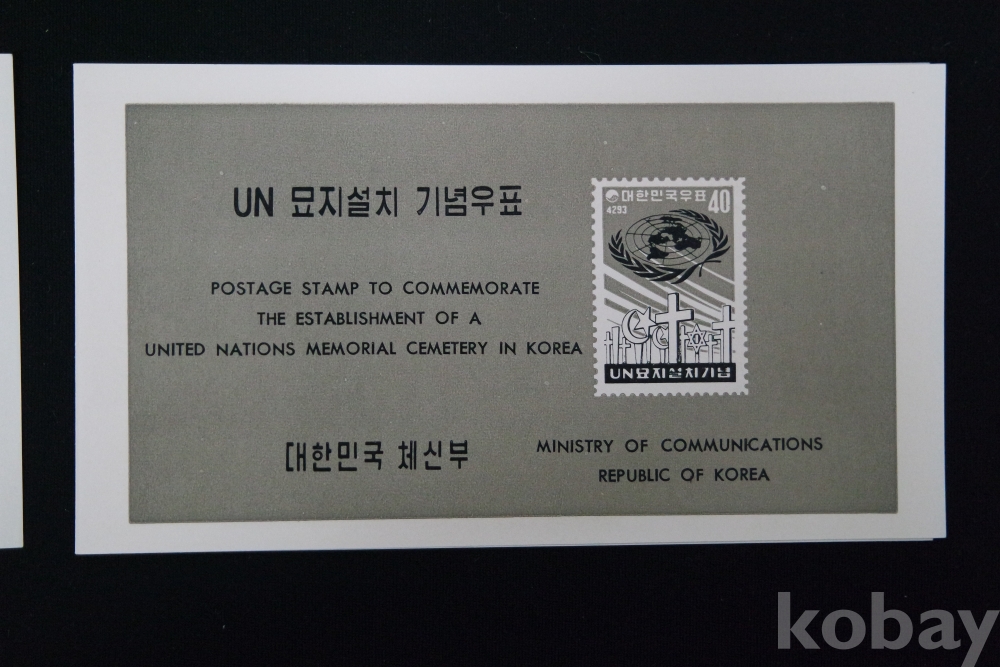 UN 묘지설치 기념우표
POSTAGE STAMP TO COMMEMORATE
THE ESTABLISHMENT OF A
UNITED NATIONS MEMORIAL CEMETERY IN KOREA
대한민국우표 40
4293
UN묘지설치기념
대한민국 체신부
MINISTRY OF COMMUNICATIONS
REPUBLIC OF KOREA
kobay